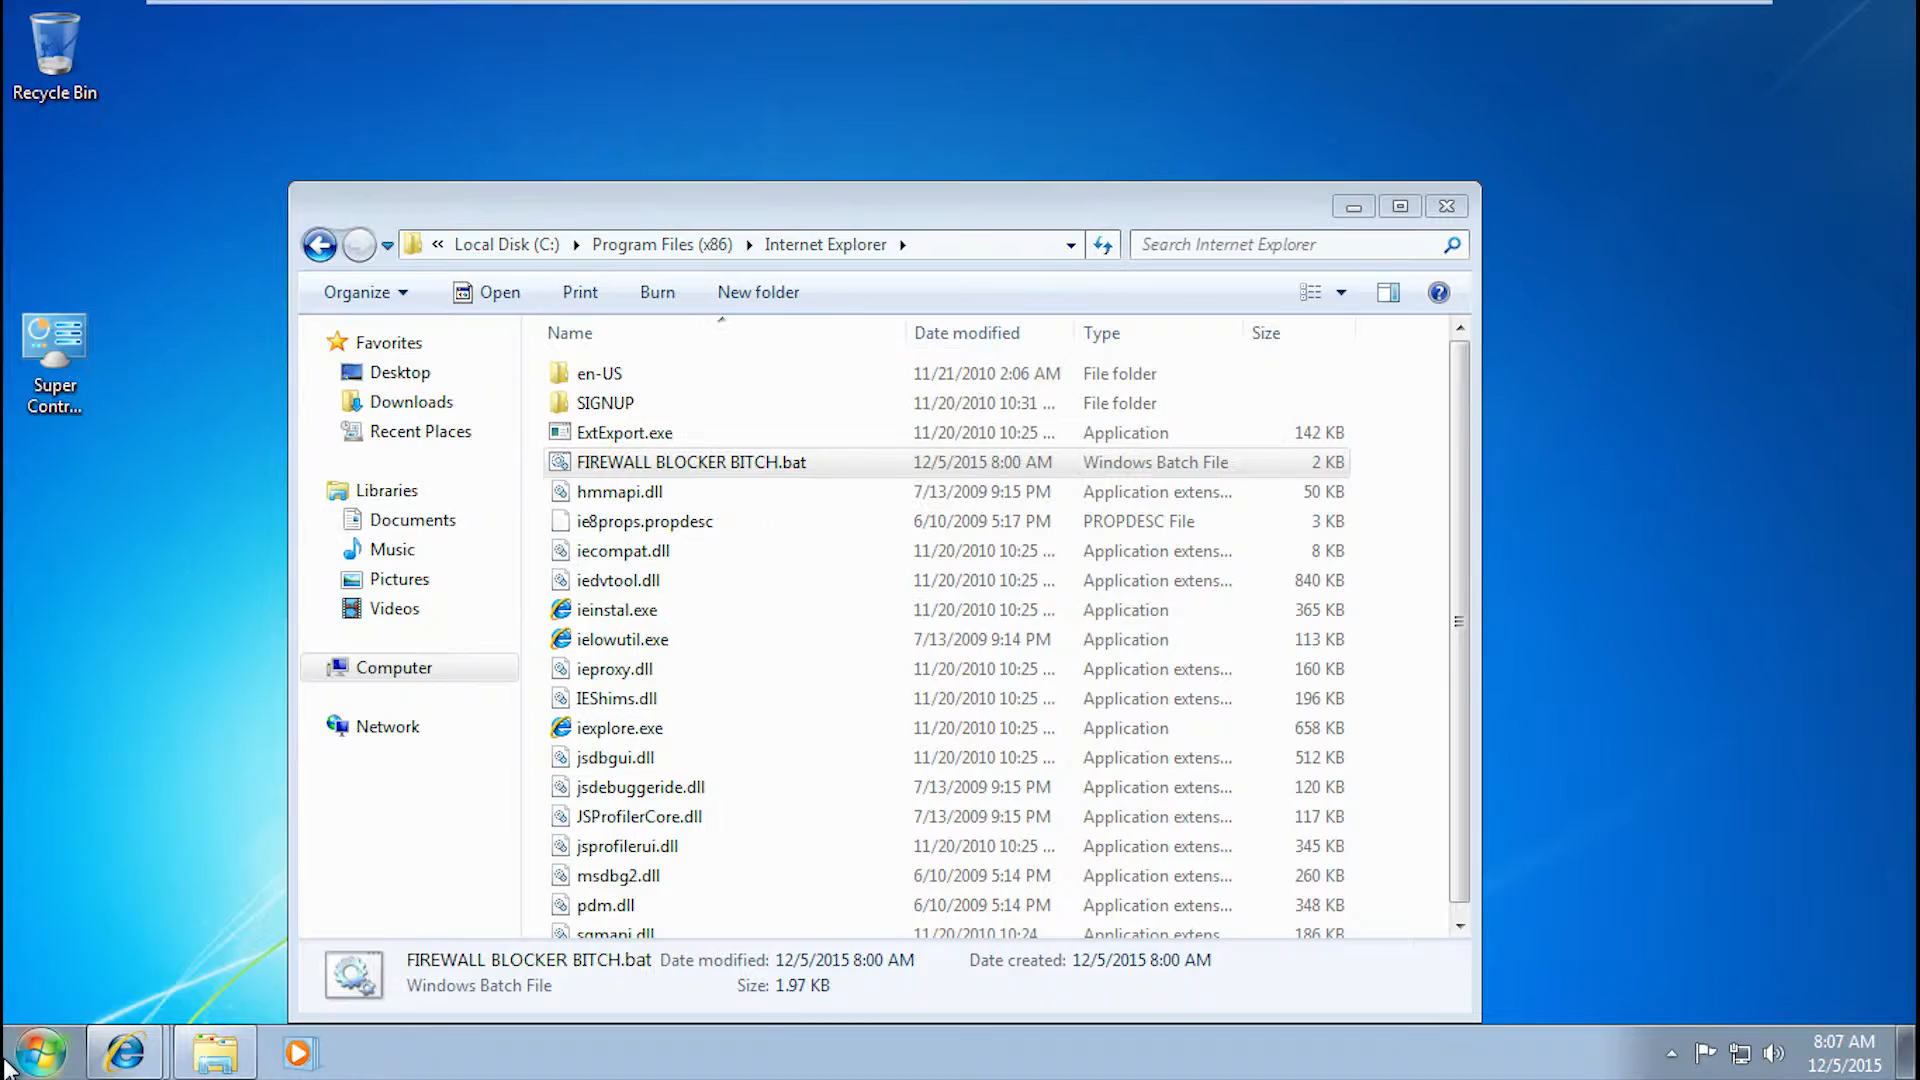 Recycle Bin
Super
Contr...
« Local Disk (C:) Program Files (x86) Internet Explorer
Search Internet Explorer
Organize Open Print Burn New folder
Favorites
Desktop
Downloads
Recent Places
Libraries
Documents
Music
Pictures
Videos
Computer
Network
Name Date modified Type Size
en-US 11/21/2010 2:06 AM File folder
SIGNUP 11/20/2010 10:31 ... File folder
ExtExport.exe 11/20/2010 10:25 ... Application 142 KB
FIREWALL BLOCKER BITCH.bat 12/5/2015 8:00 AM Windows Batch File 2 KB
hmmapi.dll 7/13/2009 9:15 PM Application extens... 50 KB
ie8props.propdesc 6/10/2009 5:17 PM PROPDESC File 3 KB
iecompat.dll 11/20/2010 10:25 ... Application extens... 8 KB
iedvtool.dll 11/20/2010 10:25 ... Application extens... 840 KB
ieinstal.exe 11/20/2010 10:25 ... Application 365 KB
ielowutil.exe 7/13/2009 9:14 PM Application 113 KB
ieproxy.dll 11/20/2010 10:25 ... Application extens... 160 KB
IEShims.dll 11/20/2010 10:25 ... Application extens... 196 KB
iexplore.exe 11/20/2010 10:25 ... Application 658 KB
jsdbgui.dll 11/20/2010 10:25 ... Application extens... 512 KB
jsdebuggeride.dll 7/13/2009 9:15 PM Application extens... 120 KB
JSProfilerCore.dll 7/13/2009 9:15 PM Application extens... 117 KB
jsprofilerui.dll 11/20/2010 10:25 ... Application extens... 345 KB
msdbg2.dll 6/10/2009 5:14 PM Application extens... 260 KB
pdm.dll 6/10/2009 5:14 PM Application extens... 348 KB
sqmapi.dll 11/20/2010 10:24 ... Application extens... 186 KB
FIREWALL BLOCKER BITCH.bat Date modified: 12/5/2015 8:00 AM Date created: 12/5/2015 8:00 AM
Windows Batch File Size: 1.97 KB
8:07 AM
12/5/2015